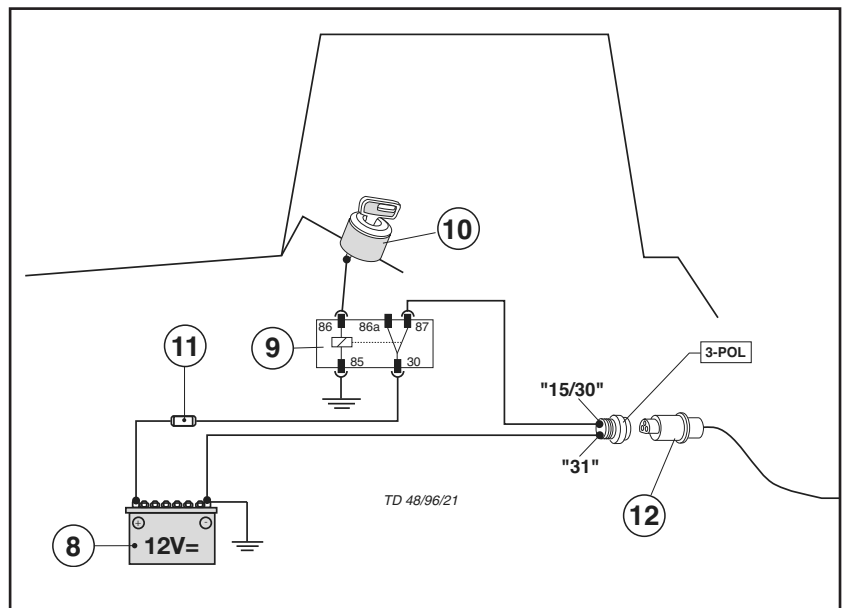 10
86 86a 87
9
11
85 30
3-POL
"15/30"
"31"
TD 48/96/21
12
+ -
8
12V=